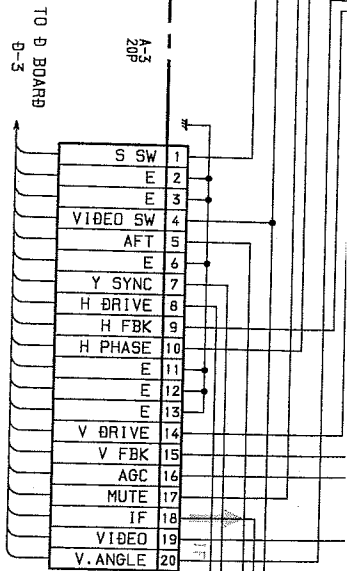 TO D BOARD
D-3
A-3
20P
S SW 1
E 2
E 3
VIDEO SW 4
AFT 5
E 6
Y SYNC 7
H DRIVE 8
H FBK 9
H PHASE 10
E 11
E 12
E 13
V DRIVE 14
V FBK 15
AGC 16
MUTE 17
IF 18
IF
VIDEO 19
V.ANGLE 20